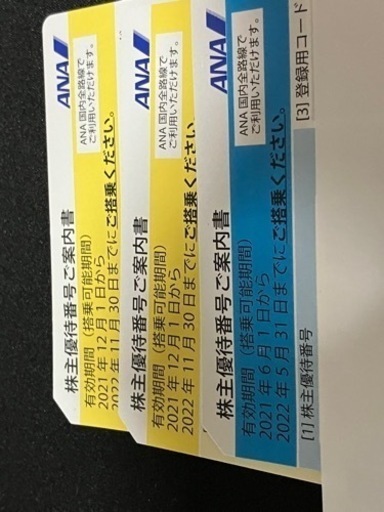 ANA
ANA 国内全路線で
ご利用いただけます。
株主優待番号ご案内書
有効期間（搭乗可能期間）
2021年12月1日から
2022年11月30日までにご搭乗ください。
ANA
ANA 国内全路線で
ご利用いただけます。
株主優待番号ご案内書
有効期間（搭乗可能期間）
2021年12月1日から
2022年11月30日までにご搭乗ください。
ANA
ANA 国内全路線で
ご利用いただけます。
株主優待番号ご案内書
有効期間（搭乗可能期間）
2021年6月1日から
2022年5月31日までにご搭乗ください。
[1] 株主優待番号
[3] 登録用コード